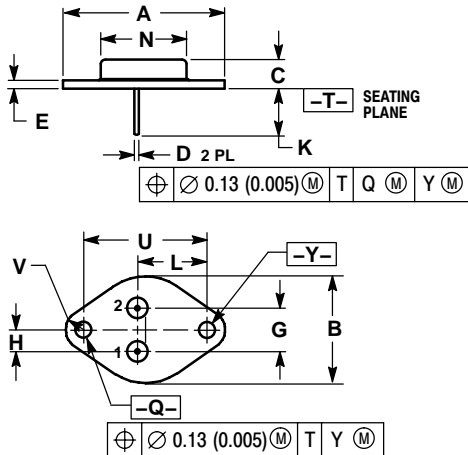 A
N
C
E
–T– SEATING
PLANE
K
D 2 PL
⌖ ∅ 0.13 (0.005) Ⓜ T Q Ⓜ Y Ⓜ
U
L
V
–Y–
2
H
G
B
1
–Q–
⌖ ∅ 0.13 (0.005) Ⓜ T Y Ⓜ